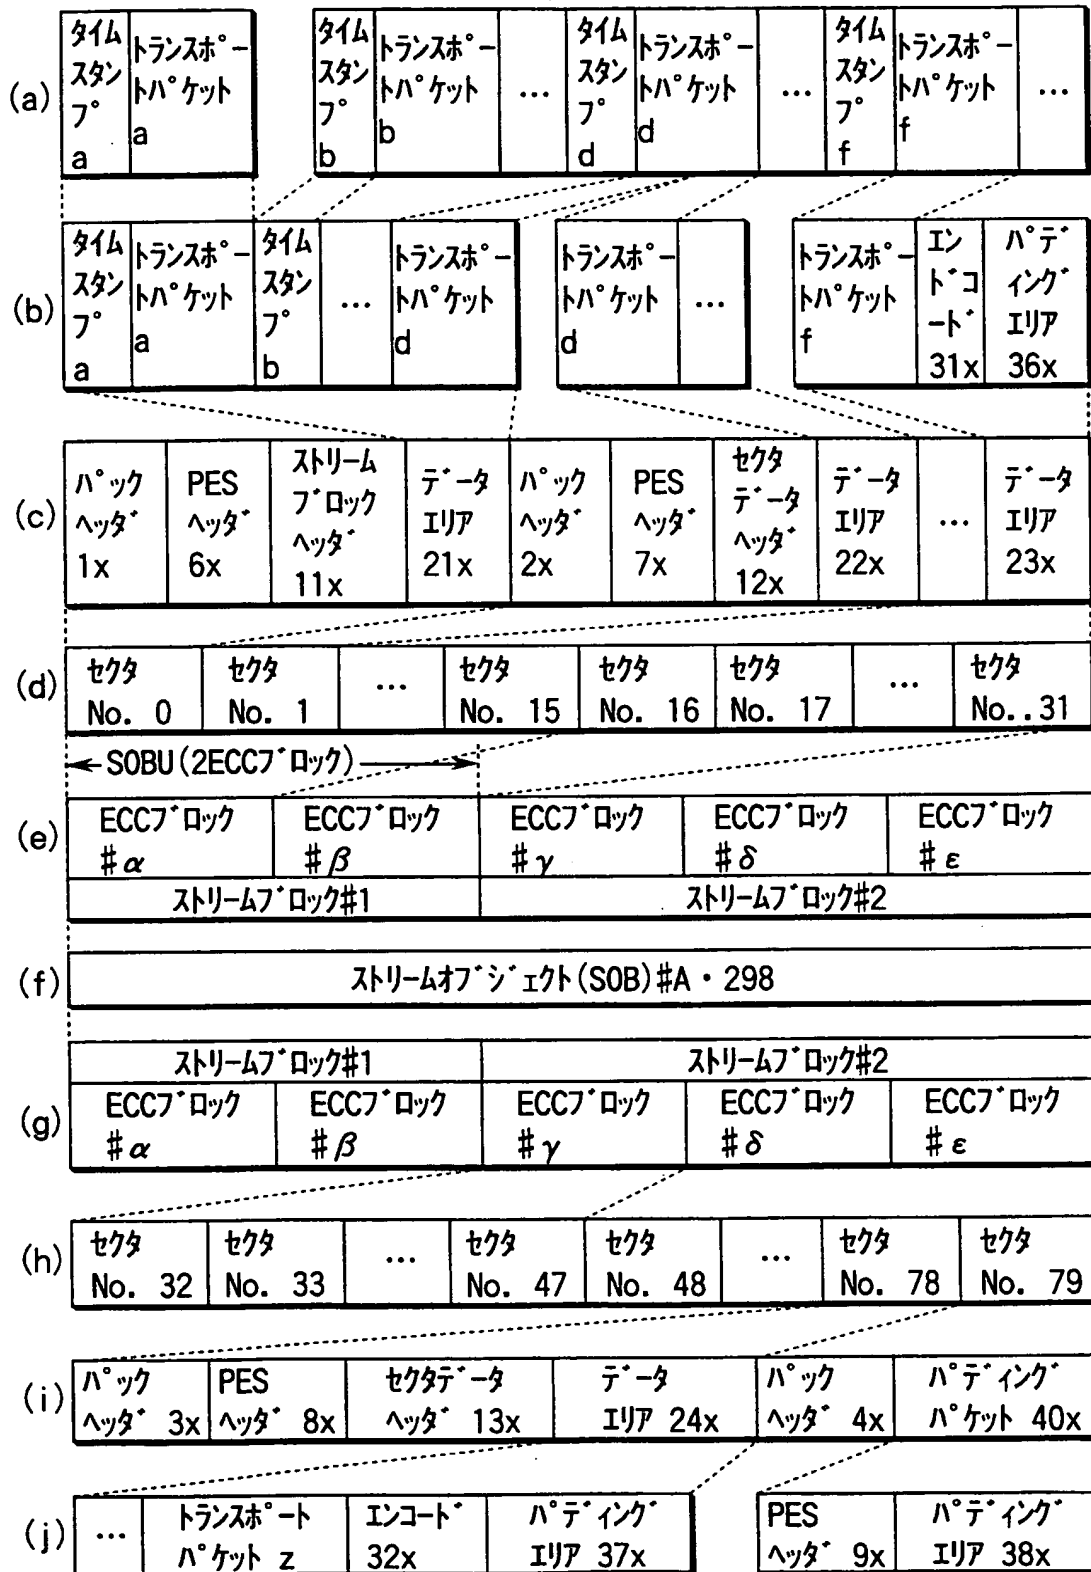 (a)
タイム
スタン
プ
a
トランスポー
トパケット
a
タイム
スタン
プ
b
トランスポー
トパケット
b
...
タイム
スタン
プ
d
トランスポー
トパケット
d
...
タイム
スタン
プ
f
トランスポー
トパケット
f
...
(b)
タイム
スタン
プ
a
トランスポー
トパケット
a
タイム
スタン
プ
b
...
トランスポー
トパケット
d
トランスポー
トパケット
d
...
トランスポー
トパケット
f
エン
ドコ
ード
31x
パデ
ィング
エリア
36x
(c)
パック
ヘッダ
1x
PES
ヘッダ
6x
ストリーム
ブロック
ヘッダ
11x
データ
エリア
21x
パック
ヘッダ
2x
PES
ヘッダ
7x
セクタ
データ
ヘッダ
12x
データ
エリア
22x
...
データ
エリア
23x
(d)
セクタ
No. 0
セクタ
No. 1
...
セクタ
No. 15
セクタ
No. 16
セクタ
No. 17
...
セクタ
No..31
SOBU(2ECCブロック)
(e)
ECCブロック
#α
ECCブロック
#β
ECCブロック
#γ
ECCブロック
#δ
ECCブロック
#ε
ストリームブロック#1
ストリームブロック#2
(f)
ストリームオブジェクト(SOB)#A・298
(g)
ストリームブロック#1
ストリームブロック#2
ECCブロック
#α
ECCブロック
#β
ECCブロック
#γ
ECCブロック
#δ
ECCブロック
#ε
(h)
セクタ
No. 32
セクタ
No. 33
...
セクタ
No. 47
セクタ
No. 48
...
セクタ
No. 78
セクタ
No. 79
(i)
パック
ヘッダ 3x
PES
ヘッダ 8x
セクタデータ
ヘッダ 13x
データ
エリア 24x
パック
ヘッダ 4x
パディング
パケット 40x
(j)
...
トランスポート
パケット z
エンコード
32x
パディング
エリア 37x
PES
ヘッダ 9x
パディング
エリア 38x